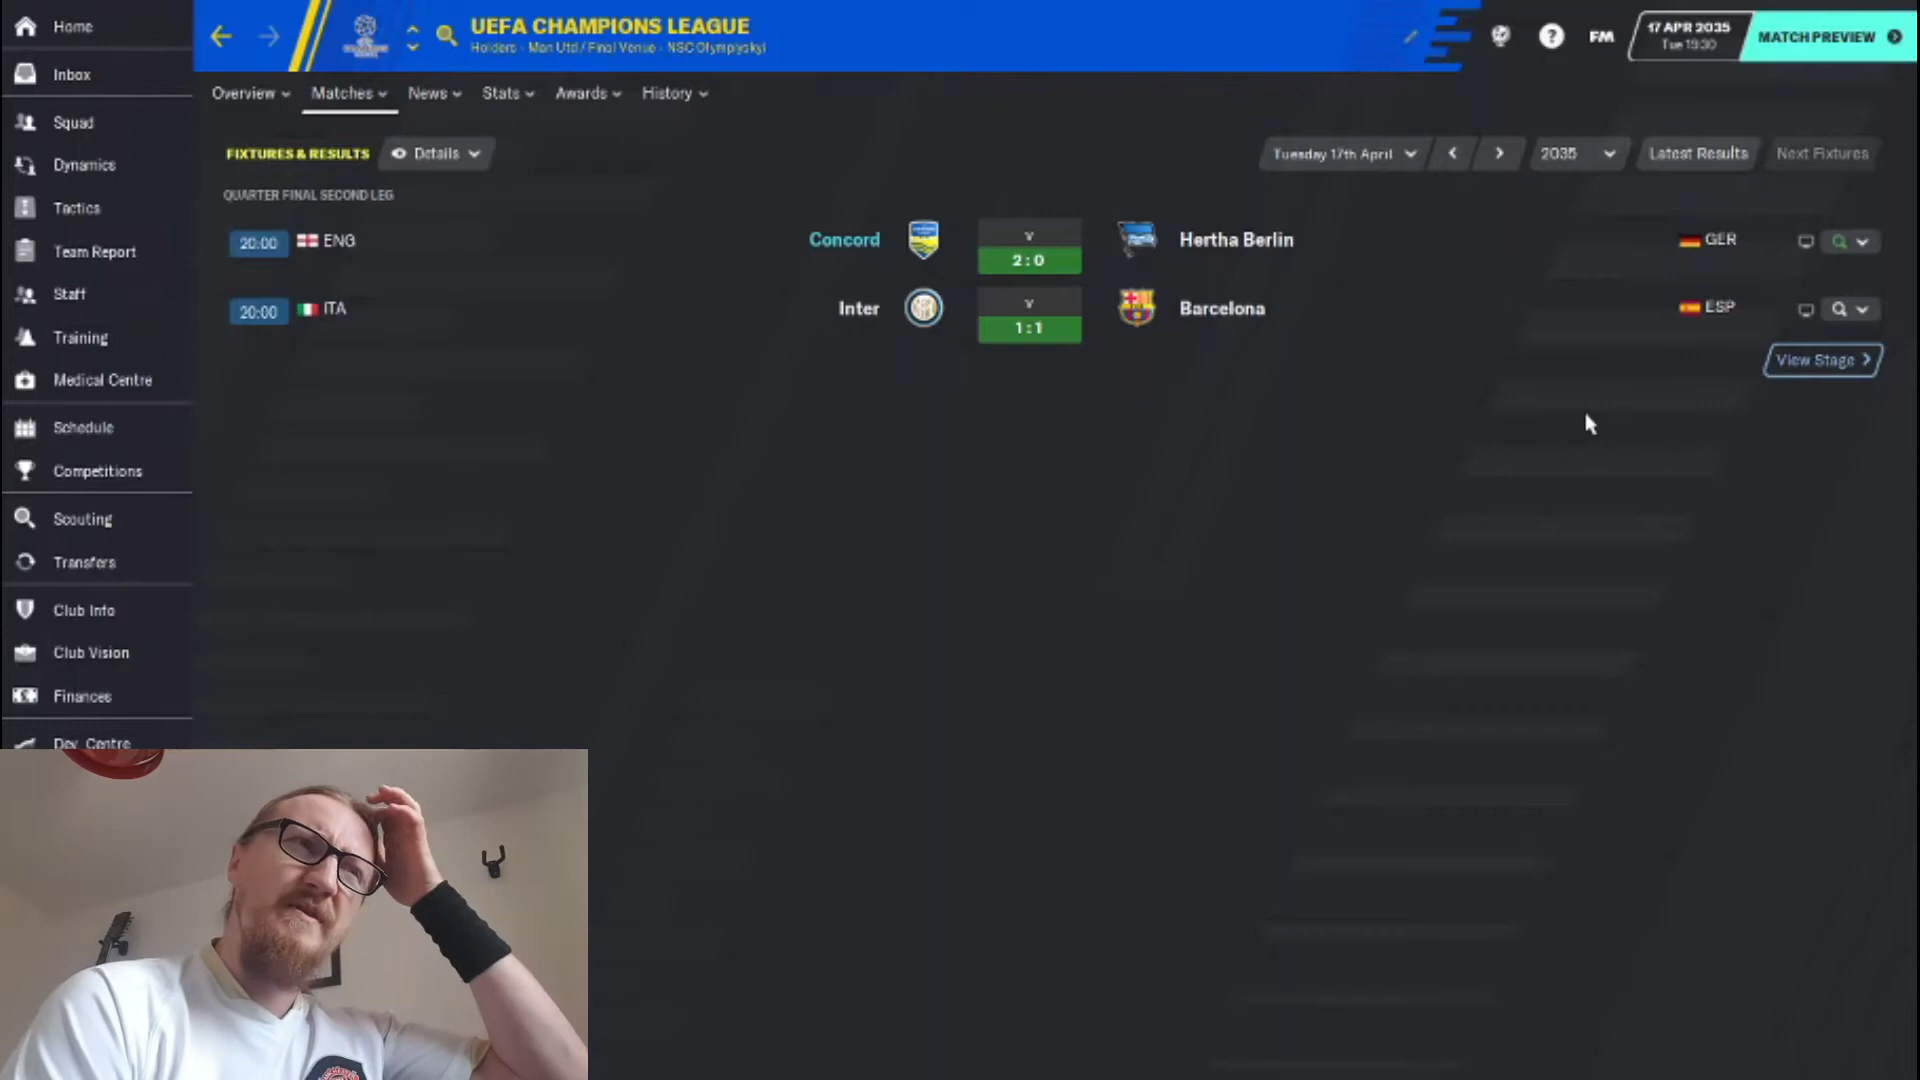 Home
Inbox
Squad
Dynamics
Tactics
Team Report
Staff
Training
Medical Centre
Schedule
Competitions
Scouting
Transfers
Club Info
Club Vision
Finances
Dev. Centre
UEFA CHAMPIONS LEAGUE
Holders - Man Utd / Final Venue - NSC Olympiyskyi
FM
17 APR 2035
Tue 19:30
MATCH PREVIEW
Overview Matches News Stats Awards History
FIXTURES & RESULTS Details Tuesday 17th April 2035 Latest Results Next Fixtures
QUARTER FINAL SECOND LEG
20:00 ENG Concord v Hertha Berlin GER
2 : 0
20:00 ITA Inter v Barcelona ESP
1 : 1
View Stage